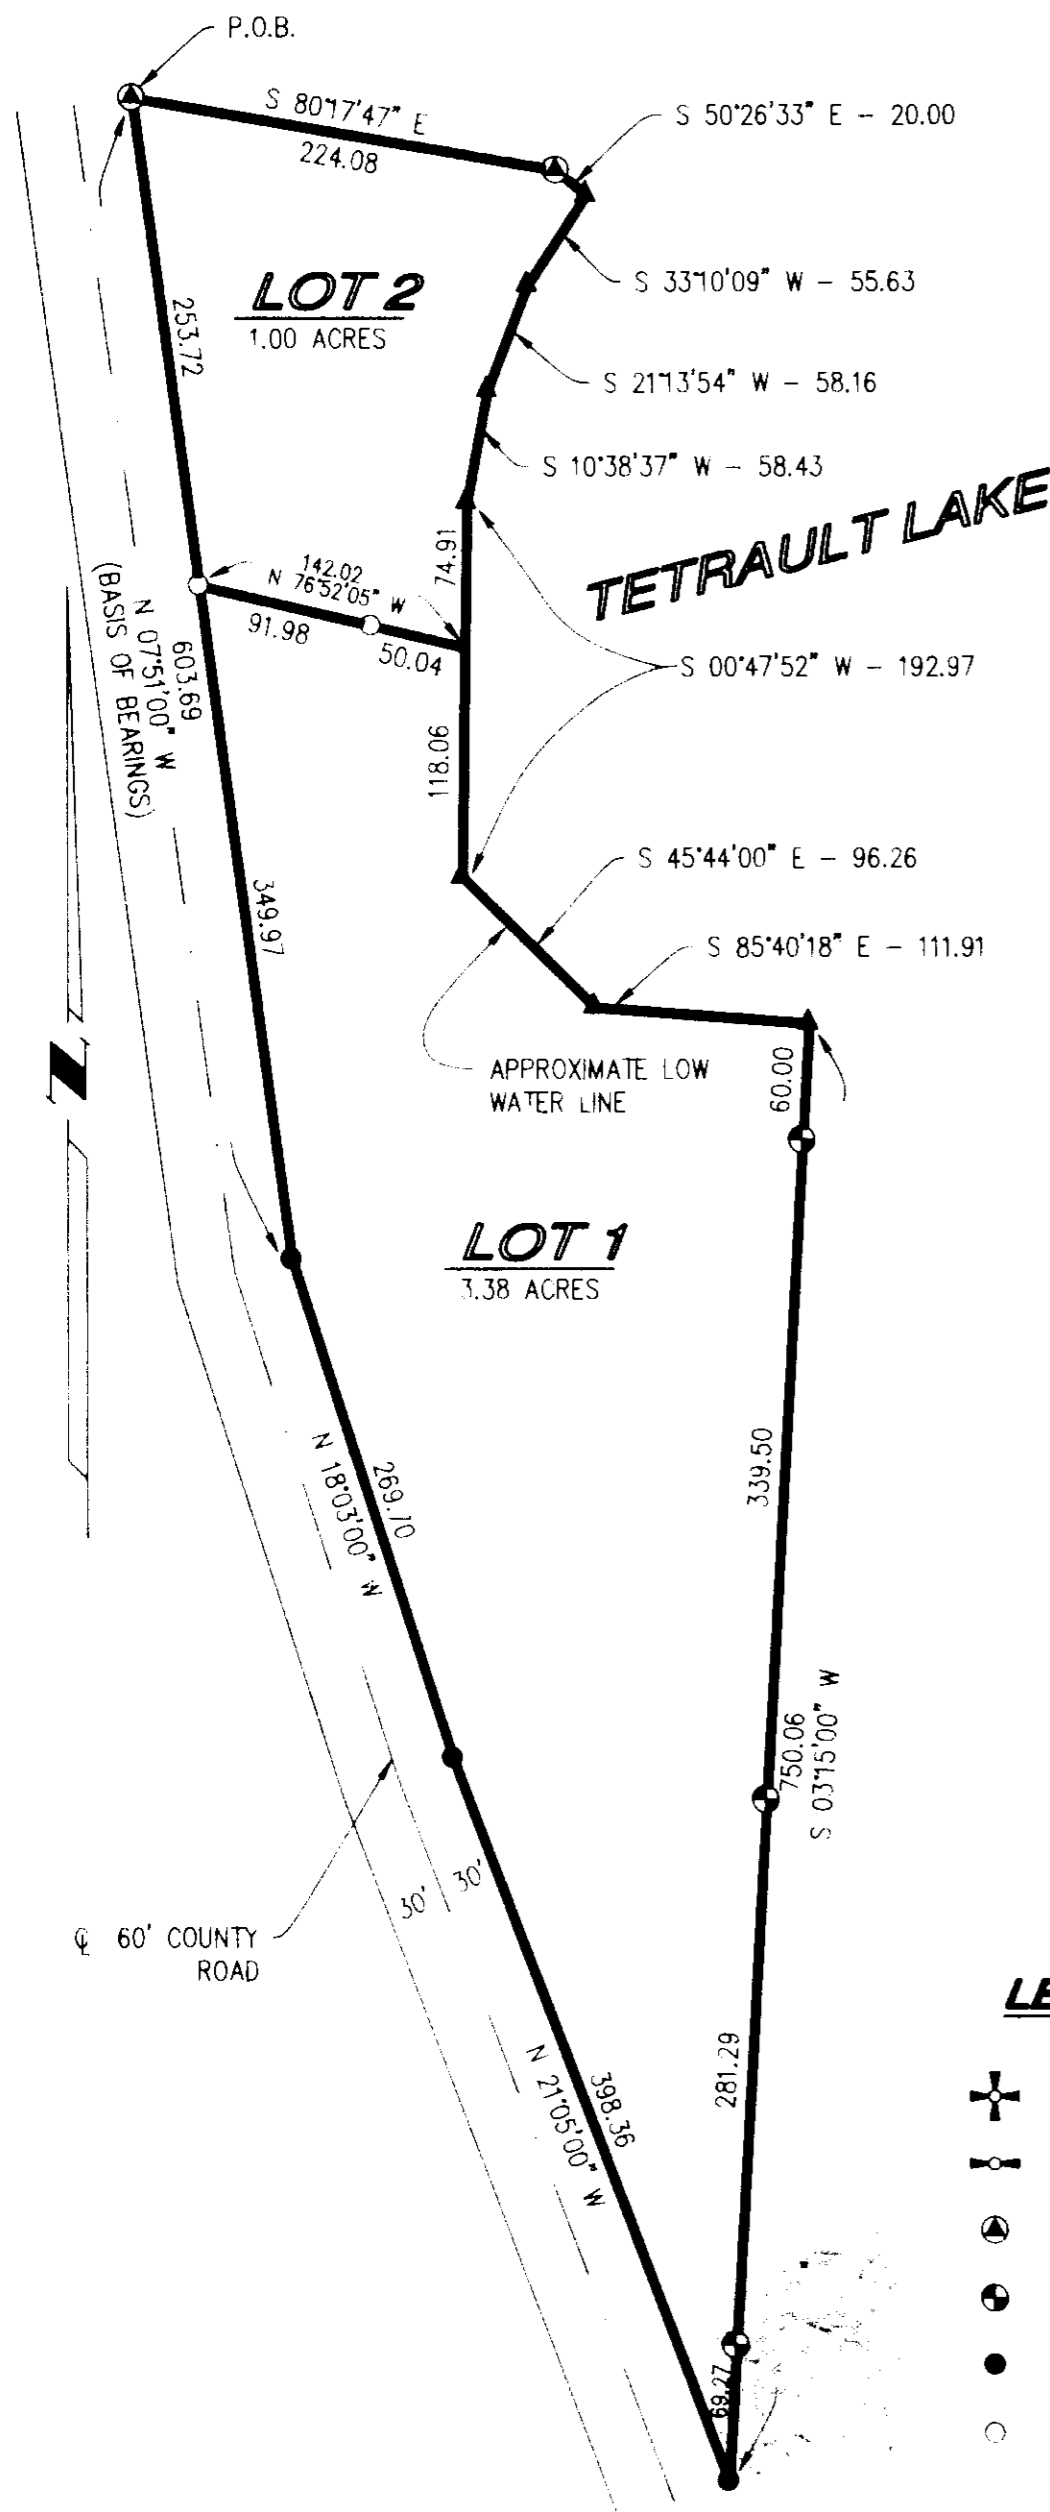 P.O.B.
S 80°17'47" E
224.08
S 50°26'33" E - 20.00
S 33°10'09" W - 55.63
LOT 2
1.00 ACRES
253.72
S 21°13'54" W - 58.16
S 10°38'37" W - 58.43
TETRAULT LAKE
74.91
142.02
N 76°52'05" W
91.98
50.04
S 00°47'52" W - 192.97
603.69
N 07°51'00" W
(BASIS OF BEARINGS)
118.06
349.97
S 45°44'00" E - 96.26
S 85°40'18" E - 111.91
N
APPROXIMATE LOW
WATER LINE
60.00
LOT 1
3.38 ACRES
339.50
269.70
N 18°03'00" W
750.06
S 03°15'00" W
30'
30'
℄ 60' COUNTY
ROAD
281.29
398.36
N 21°05'00" W
69.27